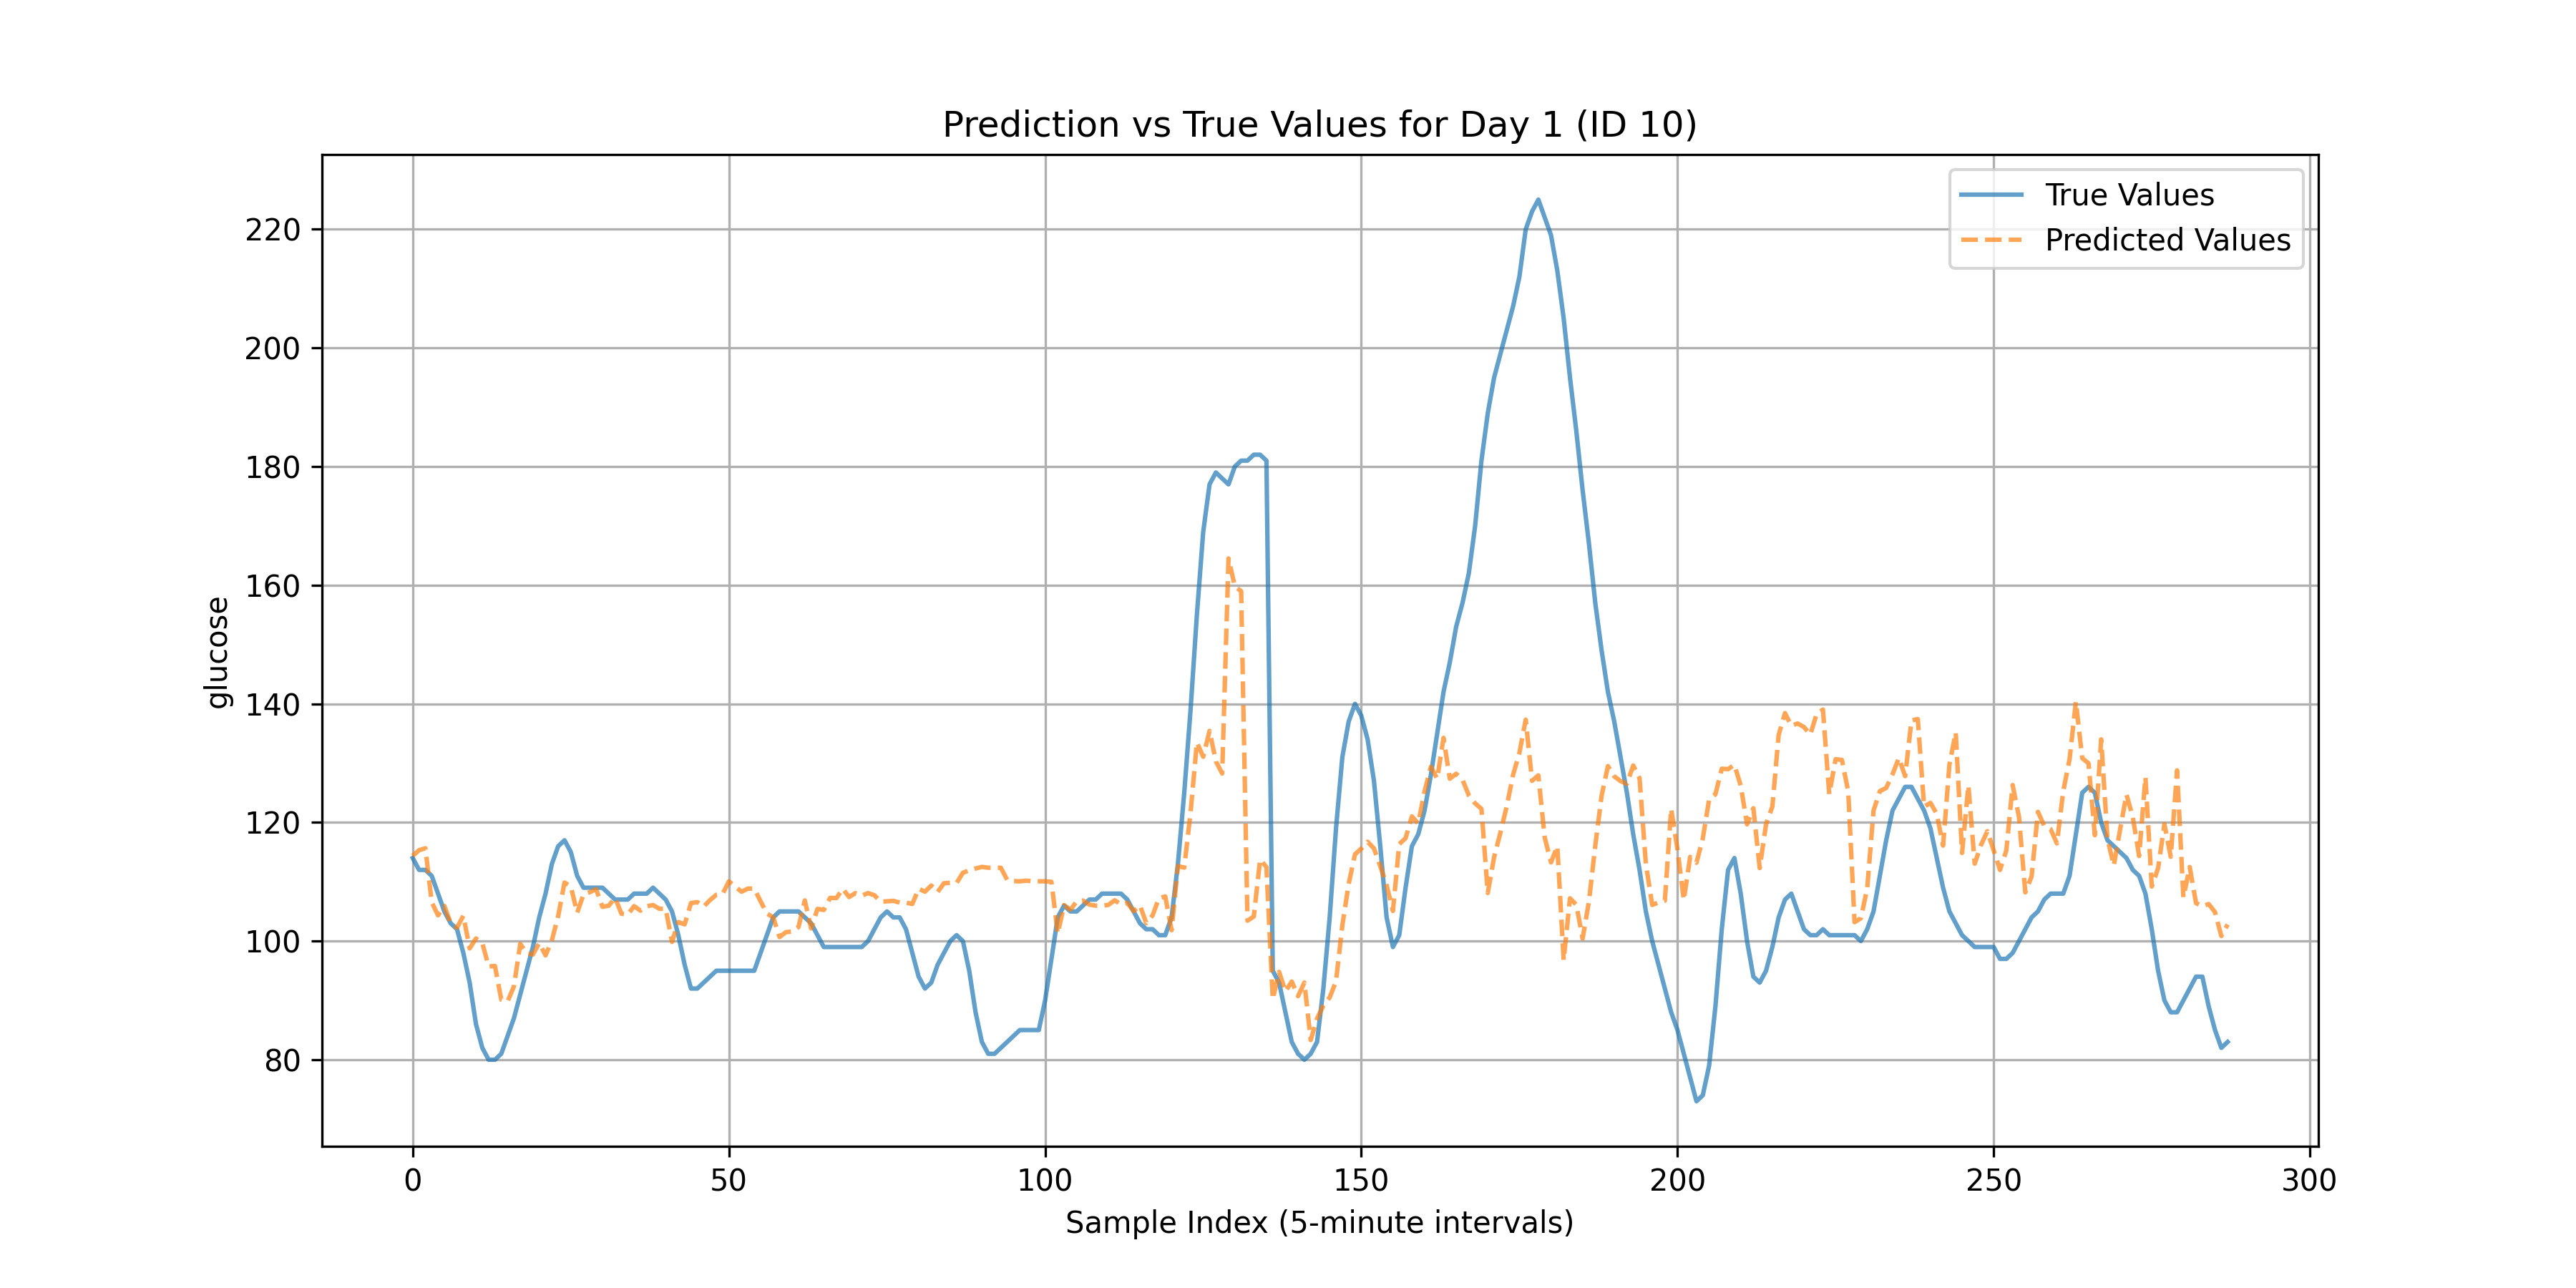 Prediction vs True Values for Day 1 (ID 10)
True Values
Predicted Values
glucose
220
200
180
160
140
120
100
80
0 50 100 150 200 250 300
Sample Index (5-minute intervals)